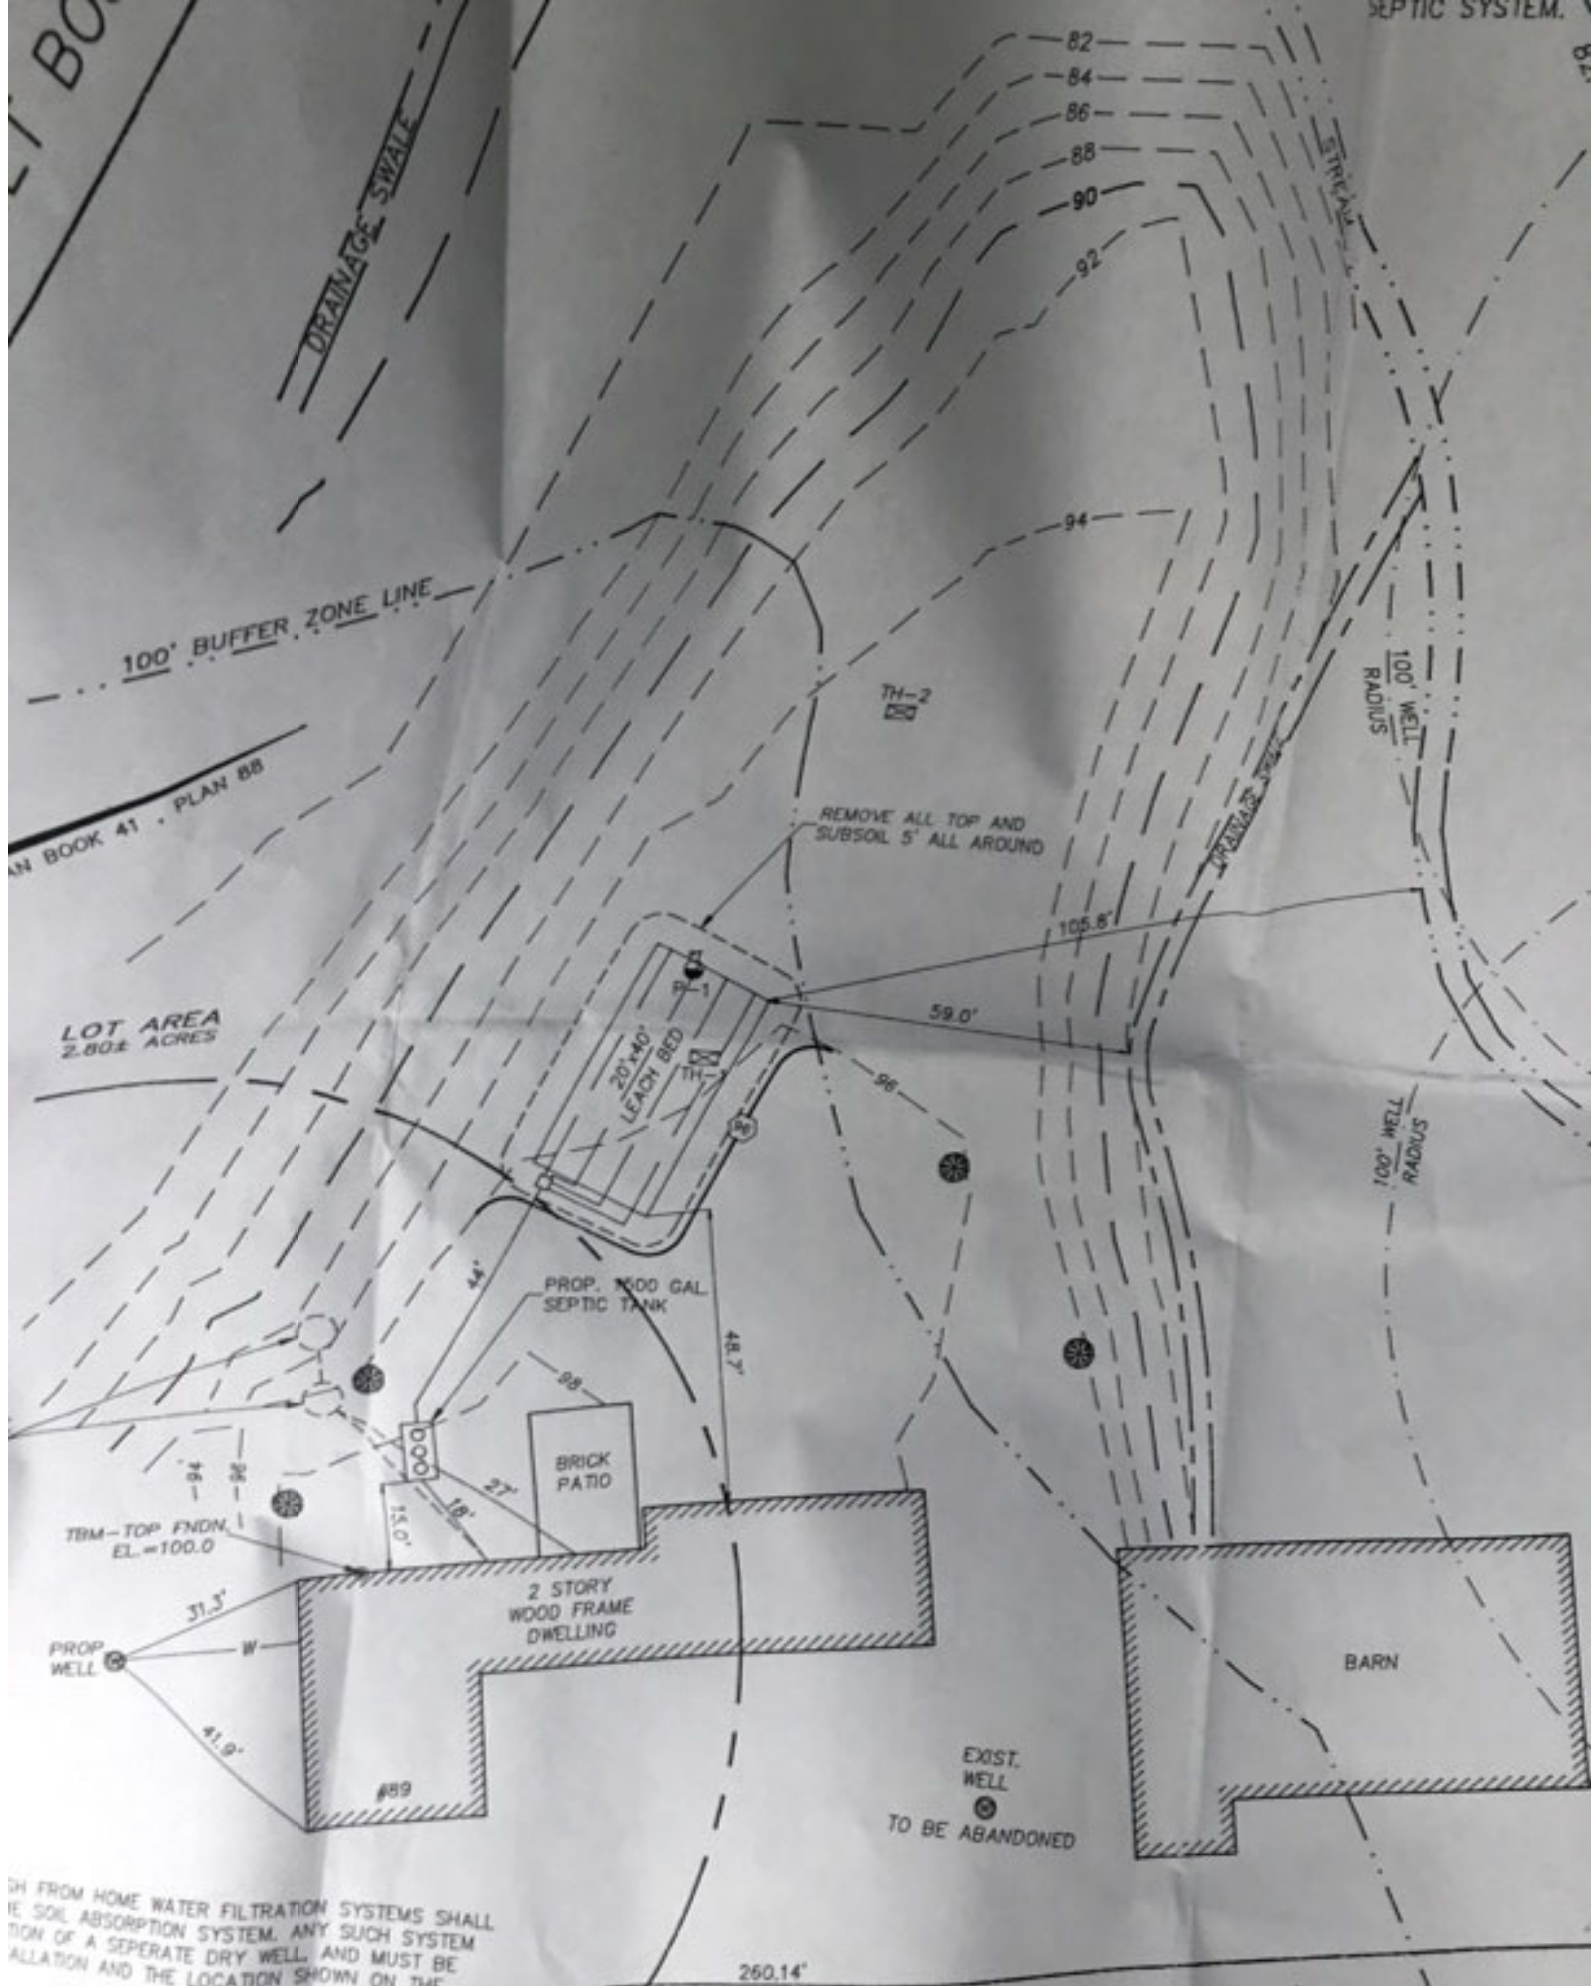 SEPTIC SYSTEM.
82
84
86
88
90
92
94
STREAM
DRAINAGE SWALE
100' BUFFER ZONE LINE
TH-2
100' WELL
RADIUS
PLAN 88
AN BOOK 41 .
REMOVE ALL TOP AND
SUBSOIL 5' ALL AROUND
DRAINAGE SWALE
105.8'
59.0'
P-1
LOT AREA
2.80± ACRES
20'x40'
LEACH BED
TH-
96
96
100' WELL
RADIUS
44'
PROP. 1500 GAL.
SEPTIC TANK
48.7'
98
BRICK
PATIO
-94-
-96-
27'
18'
15.0'
TBM-TOP FNDN.
EL.=100.0
31.3'
2 STORY
WOOD FRAME
DWELLING
PROP
WELL
W
BARN
41.9'
#89
EXIST.
WELL
TO BE ABANDONED
FROM HOME WATER FILTRATION SYSTEMS SHALL
SOIL ABSORPTION SYSTEM. ANY SUCH SYSTEM
OF A SEPERATE DRY WELL AND MUST BE
AND THE LOCATION SHOWN ON THE
260.14'